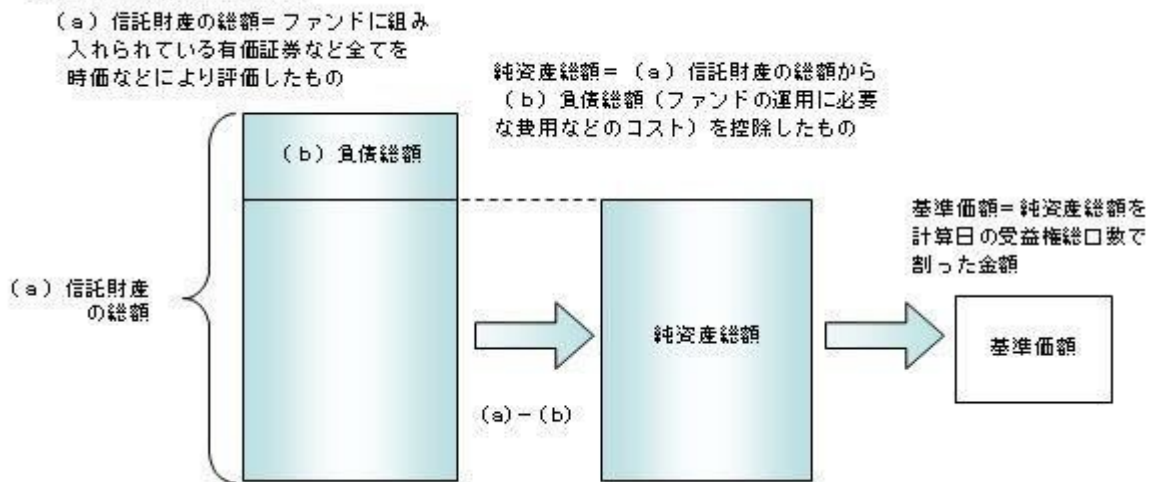 （a）信託財産の総額＝ファンドに組み
入れられている有価証券など全てを
時価などにより評価したもの
純資産総額＝（a）信託財産の総額から
（b）負債総額（ファンドの運用に必要
な費用などのコスト）を控除したもの
（b）負債総額
基準価額＝純資産総額を
計算日の受益権総口数で
割った金額
（a）信託財産
の総額
純資産総額
基準価額
（a）－（b）